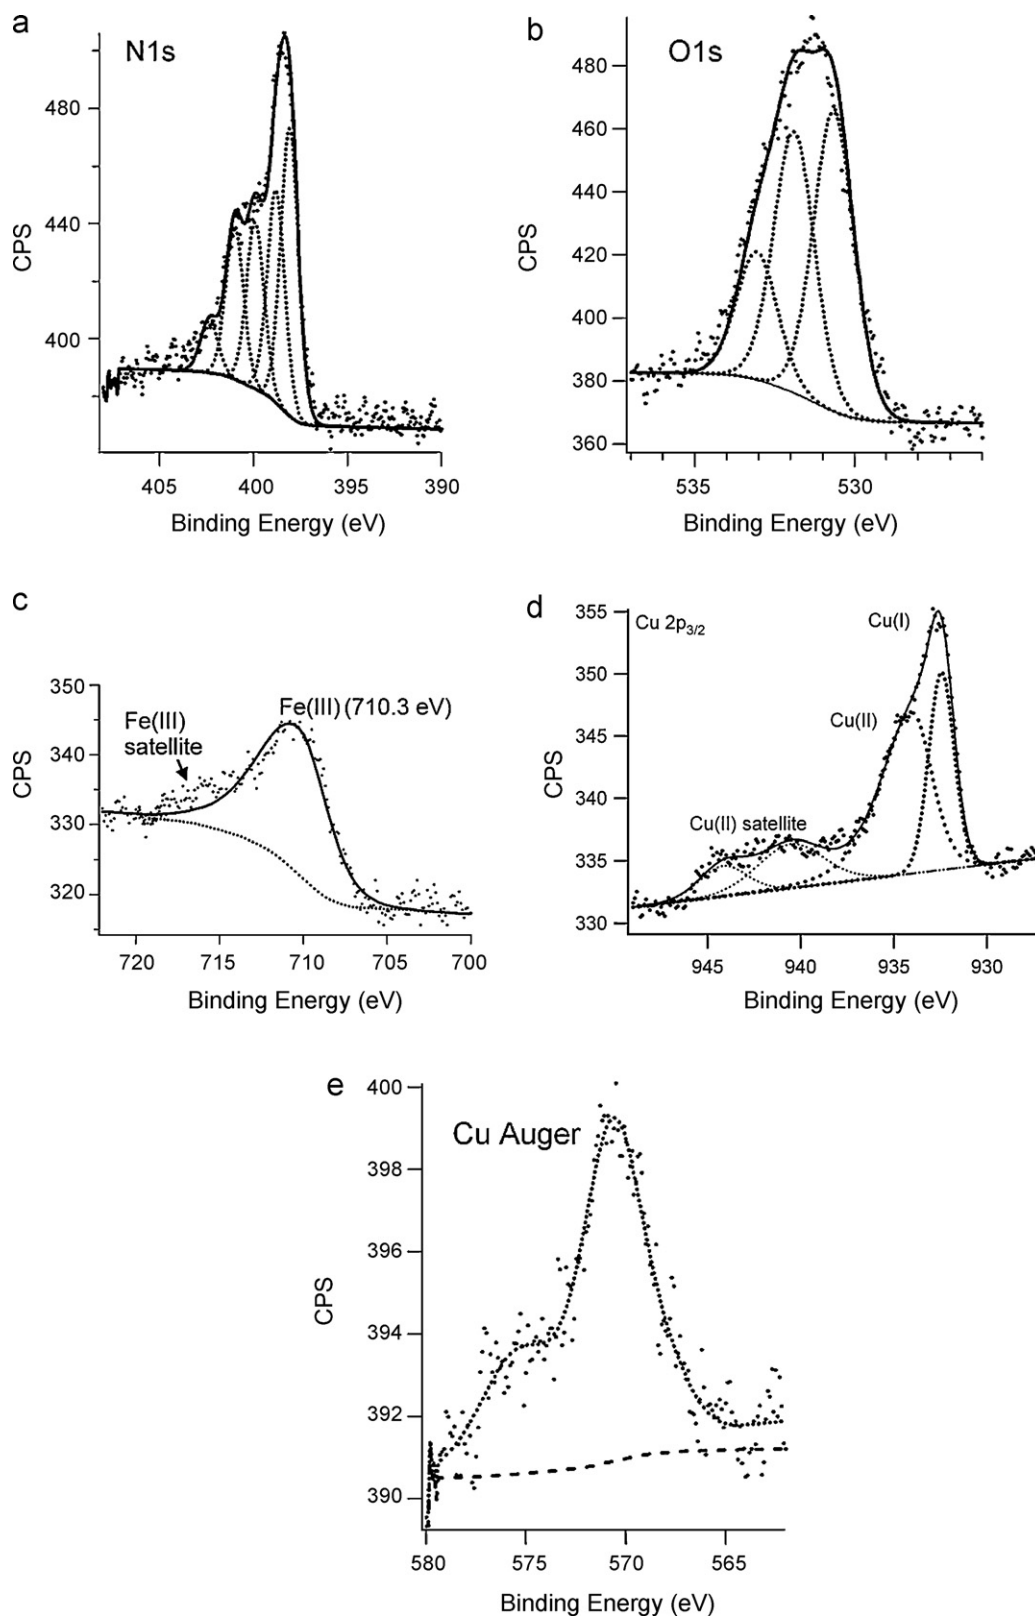 a
N1s
480
440
400
CPS
405 400 395 390
Binding Energy (eV)
b
O1s
480
460
440
420
400
380
360
CPS
535 530
Binding Energy (eV)
c
350
340
330
320
CPS
Fe(III)
satellite
Fe(III) (710.3 eV)
720 715 710 705 700
Binding Energy (eV)
d
Cu 2p3/2
355
350
345
340
335
330
CPS
Cu(I)
Cu(II)
Cu(II) satellite
945 940 935 930
Binding Energy (eV)
e
Cu Auger
400
398
396
394
392
390
CPS
580 575 570 565
Binding Energy (eV)